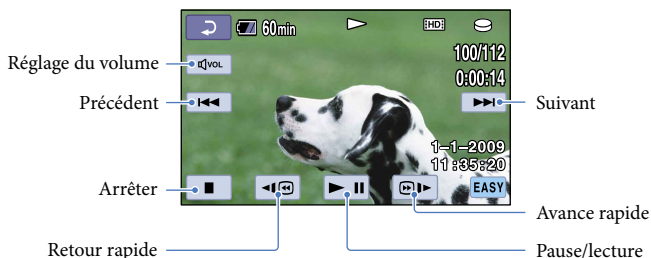 60min
HD
100/112
0:00:14
Réglage du volume
VOL
Précédent
Suivant
1-1-2009
11:35:20
Arrêter
EASY
Avance rapide
Retour rapide
Pause/lecture